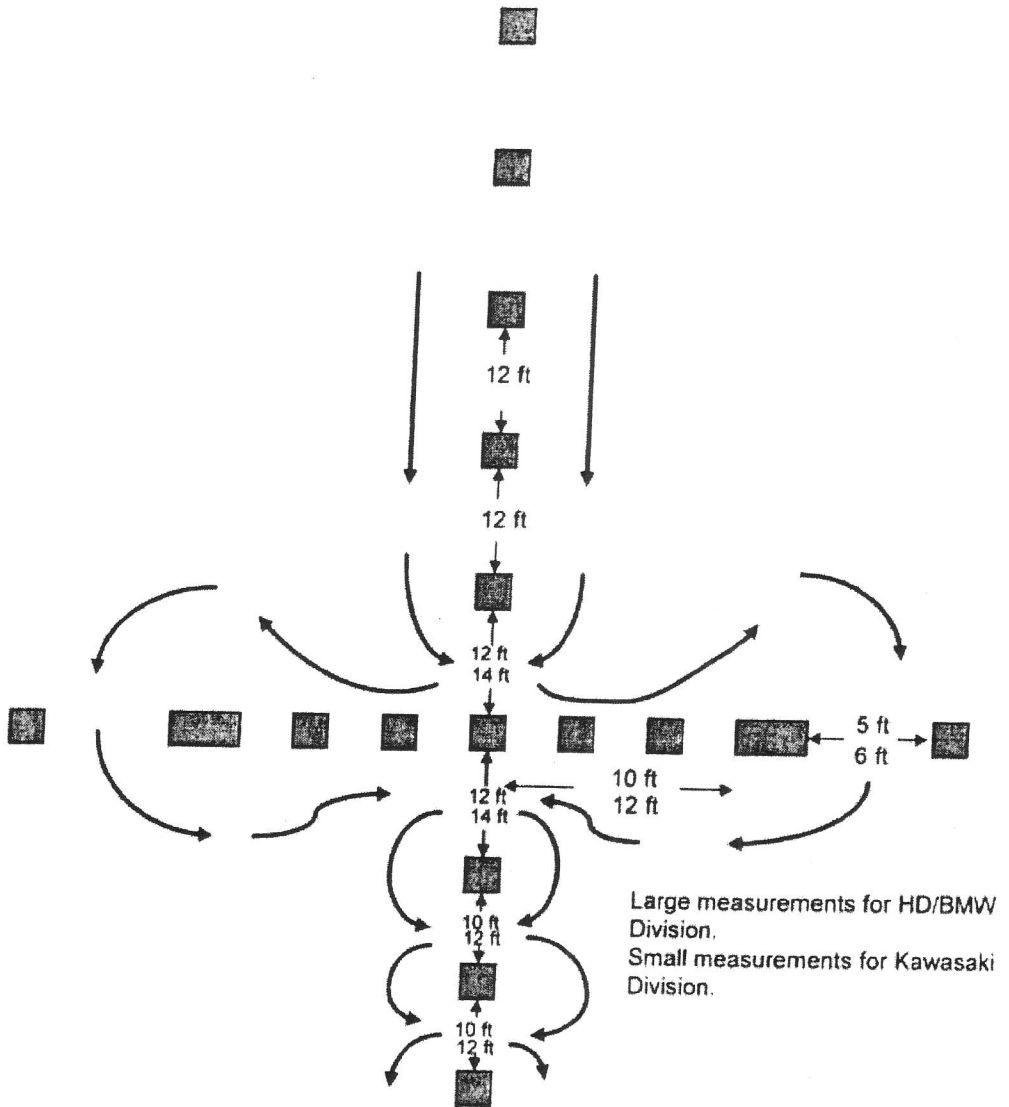 12 ft
12 ft
12 ft
14 ft
5 ft
6 ft
10 ft
12 ft
12 ft
14 ft
10 ft
12 ft
10 ft
12 ft
Large measurements for HD/BMW
Division.
Small measurements for Kawasaki
Division.